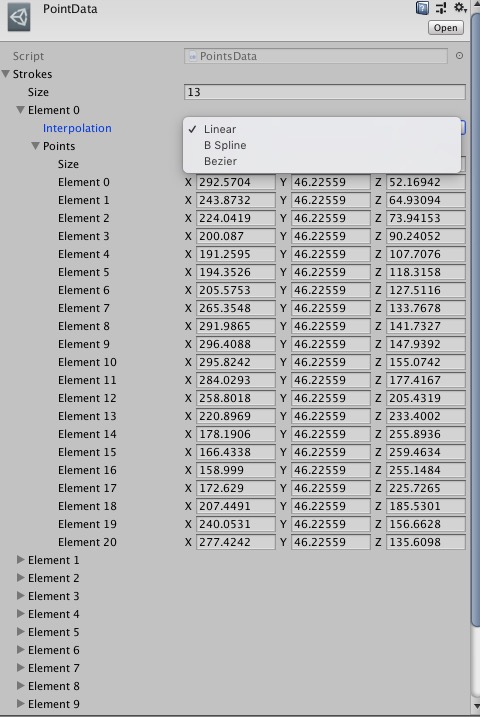 PointData
Open
Script PointsData
Strokes
Size 13
Element 0
Interpolation
Linear
B Spline
Bezier
Points
Size
Element 0 X 292.5704 Y 46.22559 Z 52.16942
Element 1 X 243.8732 Y 46.22559 Z 64.93094
Element 2 X 224.0419 Y 46.22559 Z 73.94153
Element 3 X 200.087 Y 46.22559 Z 90.24052
Element 4 X 191.2595 Y 46.22559 Z 107.7076
Element 5 X 194.3526 Y 46.22559 Z 118.3158
Element 6 X 205.5753 Y 46.22559 Z 127.5116
Element 7 X 265.3548 Y 46.22559 Z 133.7678
Element 8 X 291.9865 Y 46.22559 Z 141.7327
Element 9 X 296.4088 Y 46.22559 Z 147.9392
Element 10 X 295.8242 Y 46.22559 Z 155.0742
Element 11 X 284.0293 Y 46.22559 Z 177.4167
Element 12 X 258.8018 Y 46.22559 Z 205.4319
Element 13 X 220.8969 Y 46.22559 Z 233.4002
Element 14 X 178.1906 Y 46.22559 Z 255.8936
Element 15 X 166.4338 Y 46.22559 Z 259.4634
Element 16 X 158.999 Y 46.22559 Z 255.1484
Element 17 X 172.629 Y 46.22559 Z 225.7265
Element 18 X 207.4491 Y 46.22559 Z 185.5301
Element 19 X 240.0531 Y 46.22559 Z 156.6628
Element 20 X 277.4242 Y 46.22559 Z 135.6098
Element 1
Element 2
Element 3
Element 4
Element 5
Element 6
Element 7
Element 8
Element 9